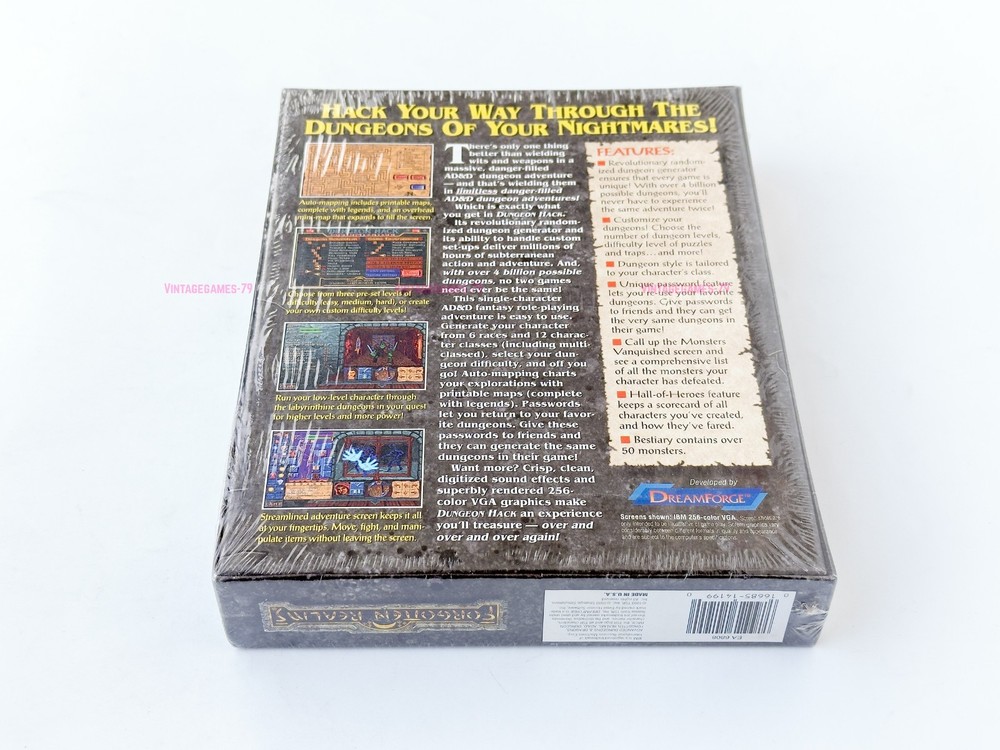 HACK YOUR WAY THROUGH THE
DUNGEONS OF YOUR NIGHTMARES!
Auto-mapping includes printable maps,
complete with legends, and an overhead
mini-map that expands to fill the screen.
Choose from three pre-set levels of
difficulty (easy, medium, hard), or create
your own custom difficulty levels!
Run your low-level character through
the labyrinthine dungeons in your quest
for higher levels and more power!
Streamlined adventure screen keeps it all
at your fingertips. Move, fight, and mani-
pulate items without leaving the screen.
There's only one thing
better than wielding
wits and weapons in a
massive, danger-filled
AD&D® dungeon adventure
— and that's wielding them
in limitless danger-filled
AD&D dungeon adventures!
Which is exactly what
you get in DUNGEON HACK.
Its revolutionary random-
ized dungeon generator and
its ability to handle custom
set-ups deliver millions of
hours of subterranean
action and adventure. And,
with over 4 billion possible
dungeons, no two games
need ever be the same!
This single-character
AD&D fantasy role-playing
adventure is easy to use.
Generate your character
from 6 races and 12 charac-
ter classes (including multi-
classed), select your dun-
geon difficulty, and off you
go! Auto-mapping charts
your explorations with
printable maps (complete
with legends). Passwords
let you return to your favor-
ite dungeons. Give these
passwords to friends and
they can generate the same
dungeons in their game!
Want more? Crisp, clean,
digitized sound effects and
superbly rendered 256-
color VGA graphics make
DUNGEON HACK an experience
you'll treasure — over and
over and over again!
FEATURES:
■ Revolutionary random-
ized dungeon generator
ensures that every game is
unique! With over 4 billion
possible dungeons, you'll
never have to experience
the same adventure twice!
■ Customize your
dungeons! Choose the
number of dungeon levels,
difficulty level of puzzles
and traps...and more!
■ Dungeon style is tailored
to your character's class.
■ Unique password feature
lets you re-use your favorite
dungeons. Give passwords
to friends and they can get
the very same dungeons in
their game!
■ Call up the Monsters
Vanquished screen and
see a comprehensive list
of all the monsters your
character has defeated.
■ Hall-of-Heroes feature
keeps a scorecard of all
characters you've created,
and how they've fared.
■ Bestiary contains over
50 monsters.
Developed by
DREAMFORGE™
Screens shown: IBM 256-color VGA.
VINTAGEGAMES-79
FORGOTTEN REALMS
MADE IN U.S.A.
0 16685-14199 0